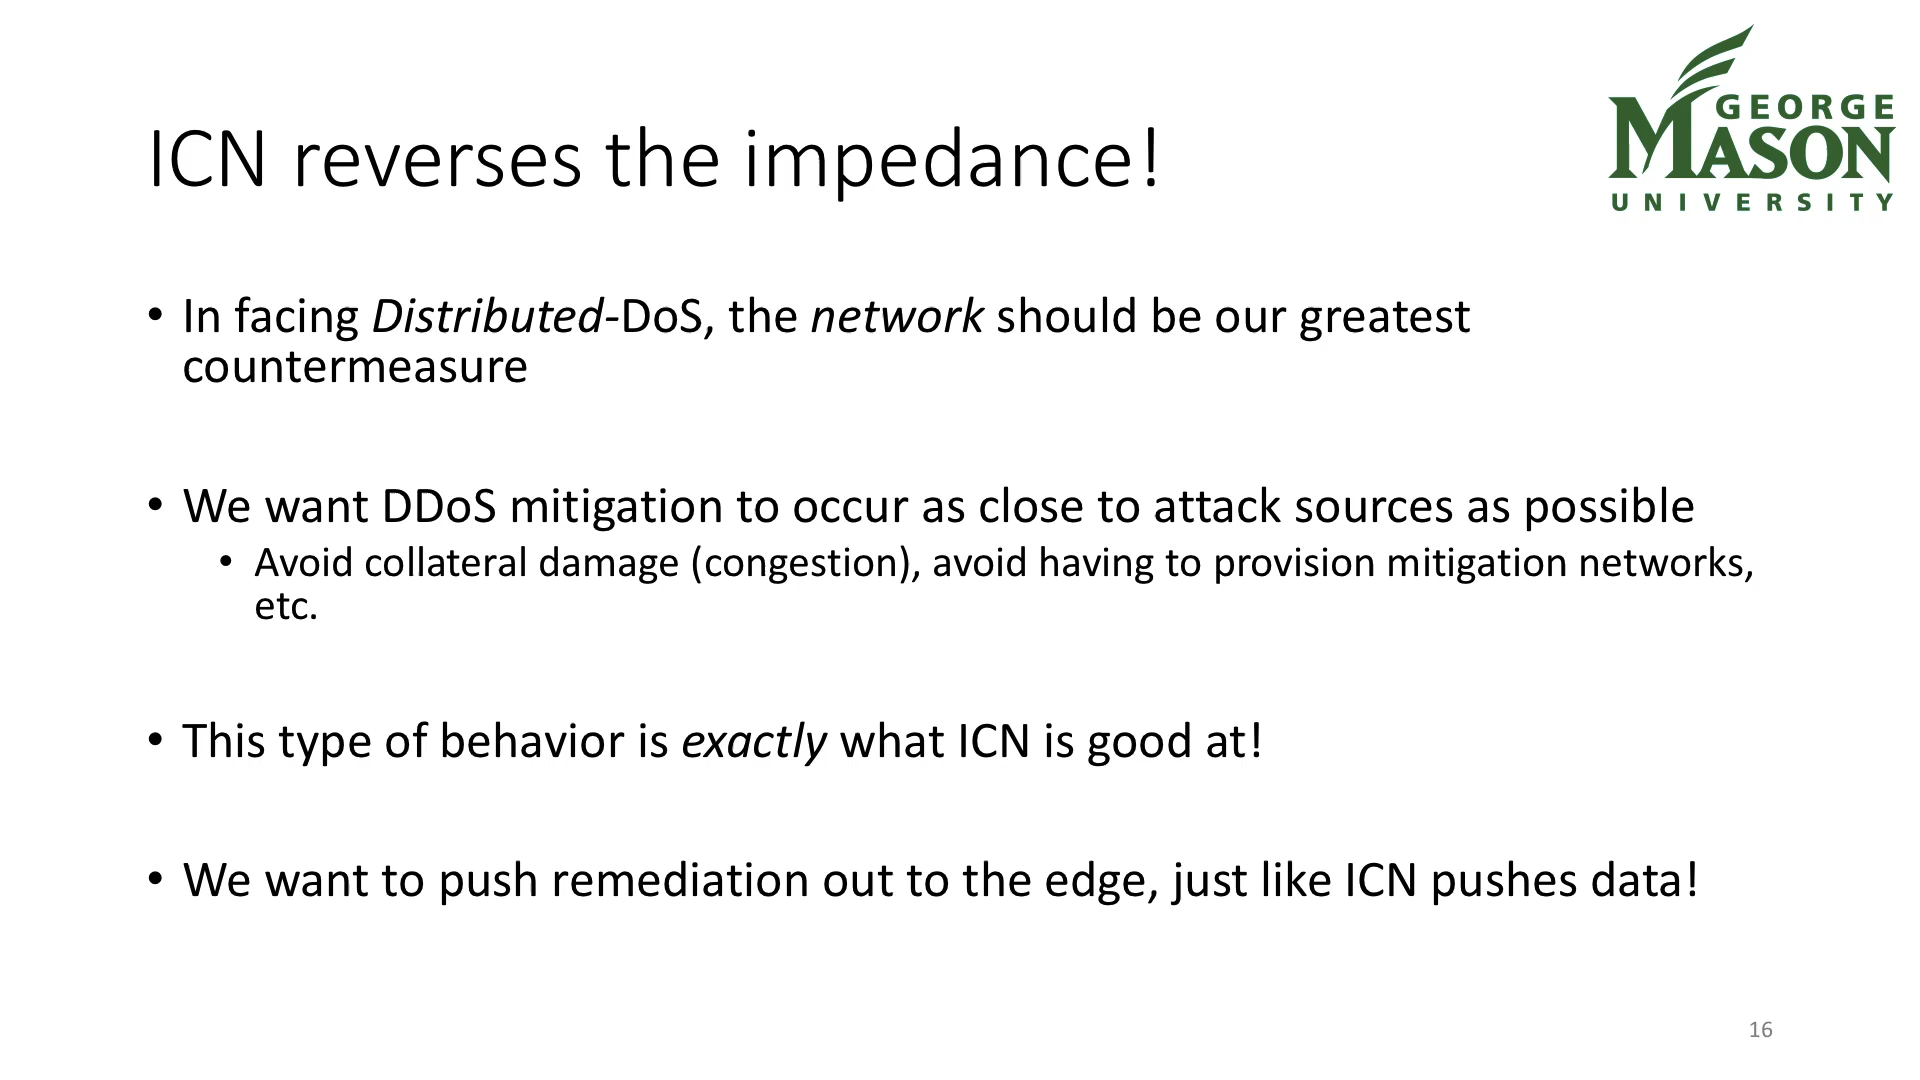 GEORGE
MASON
UNIVERSITY
ICN reverses the impedance!
• In facing Distributed-DoS, the network should be our greatest
countermeasure
• We want DDoS mitigation to occur as close to attack sources as possible
• Avoid collateral damage (congestion), avoid having to provision mitigation networks,
etc.
• This type of behavior is exactly what ICN is good at!
• We want to push remediation out to the edge, just like ICN pushes data!
16